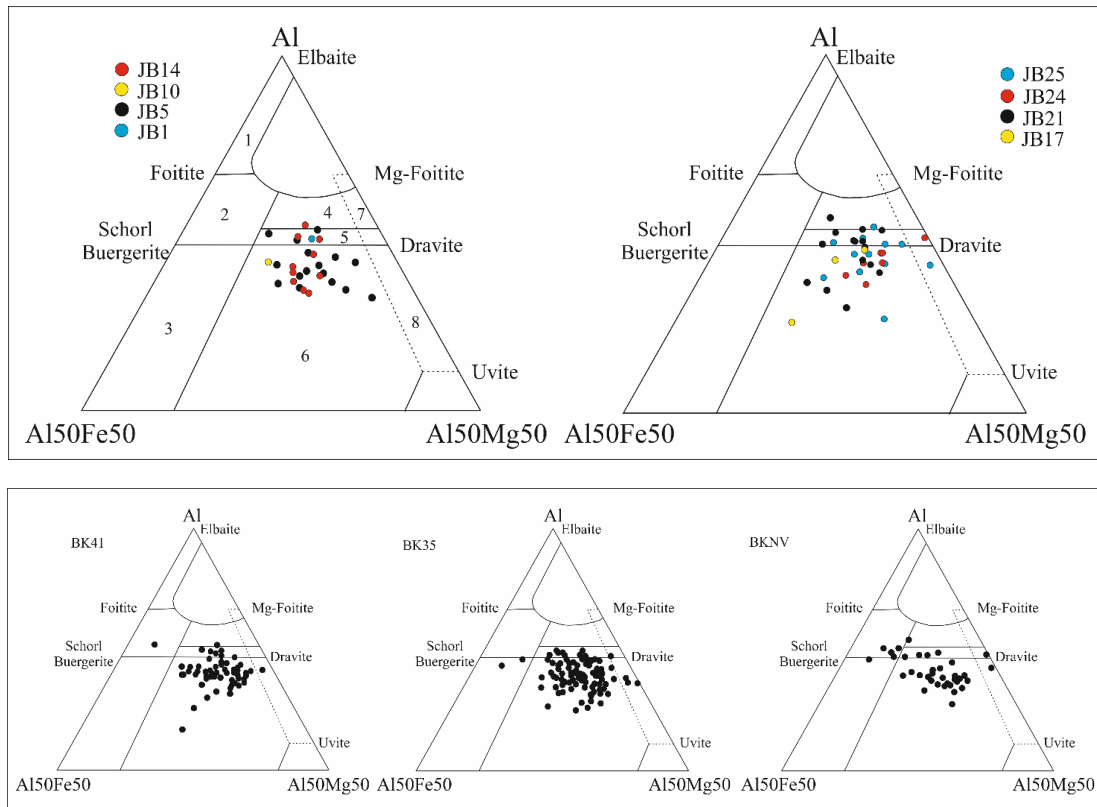 Al
Elbaite
JB14
JB10
JB5
JB1
1
Foitite
Mg-Foitite
2
4
7
Schorl
Buergerite
5
Dravite
3
8
6
Uvite
Al50Fe50
Al50Mg50
Al
Elbaite
JB25
JB24
JB21
JB17
Foitite
Mg-Foitite
Schorl
Buergerite
Dravite
Uvite
Al50Fe50
Al50Mg50
BK41
Al
Elbaite
Foitite
Mg-Foitite
Schorl
Buergerite
Dravite
Uvite
Al50Fe50
Al50Mg50
BK35
Al
Elbaite
Foitite
Mg-Foitite
Schorl
Buergerite
Dravite
Uvite
Al50Fe50
Al50Mg50
BKNV
Al
Elbaite
Foitite
Mg-Foitite
Schorl
Buergerite
Dravite
Uvite
Al50Fe50
Al50Mg50